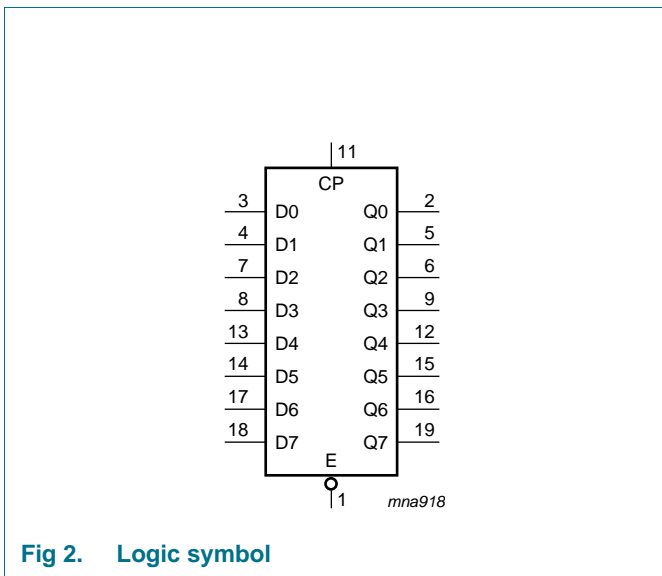 11
CP
3 D0 Q0 2
4 D1 Q1 5
7 D2 Q2 6
8 D3 Q3 9
13 D4 Q4 12
14 D5 Q5 15
17 D6 Q6 16
18 D7 Q7 19
E
1 mna918
Fig 2. Logic symbol